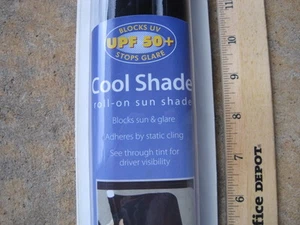 BLOCKS UV
UPF 50+
STOPS GLARE
Cool Shade
roll-on sun shade
Blocks sun & glare
Adheres by static cling
See through tint for
driver visibility
11
10
9
8
7
6
Office DEPOT